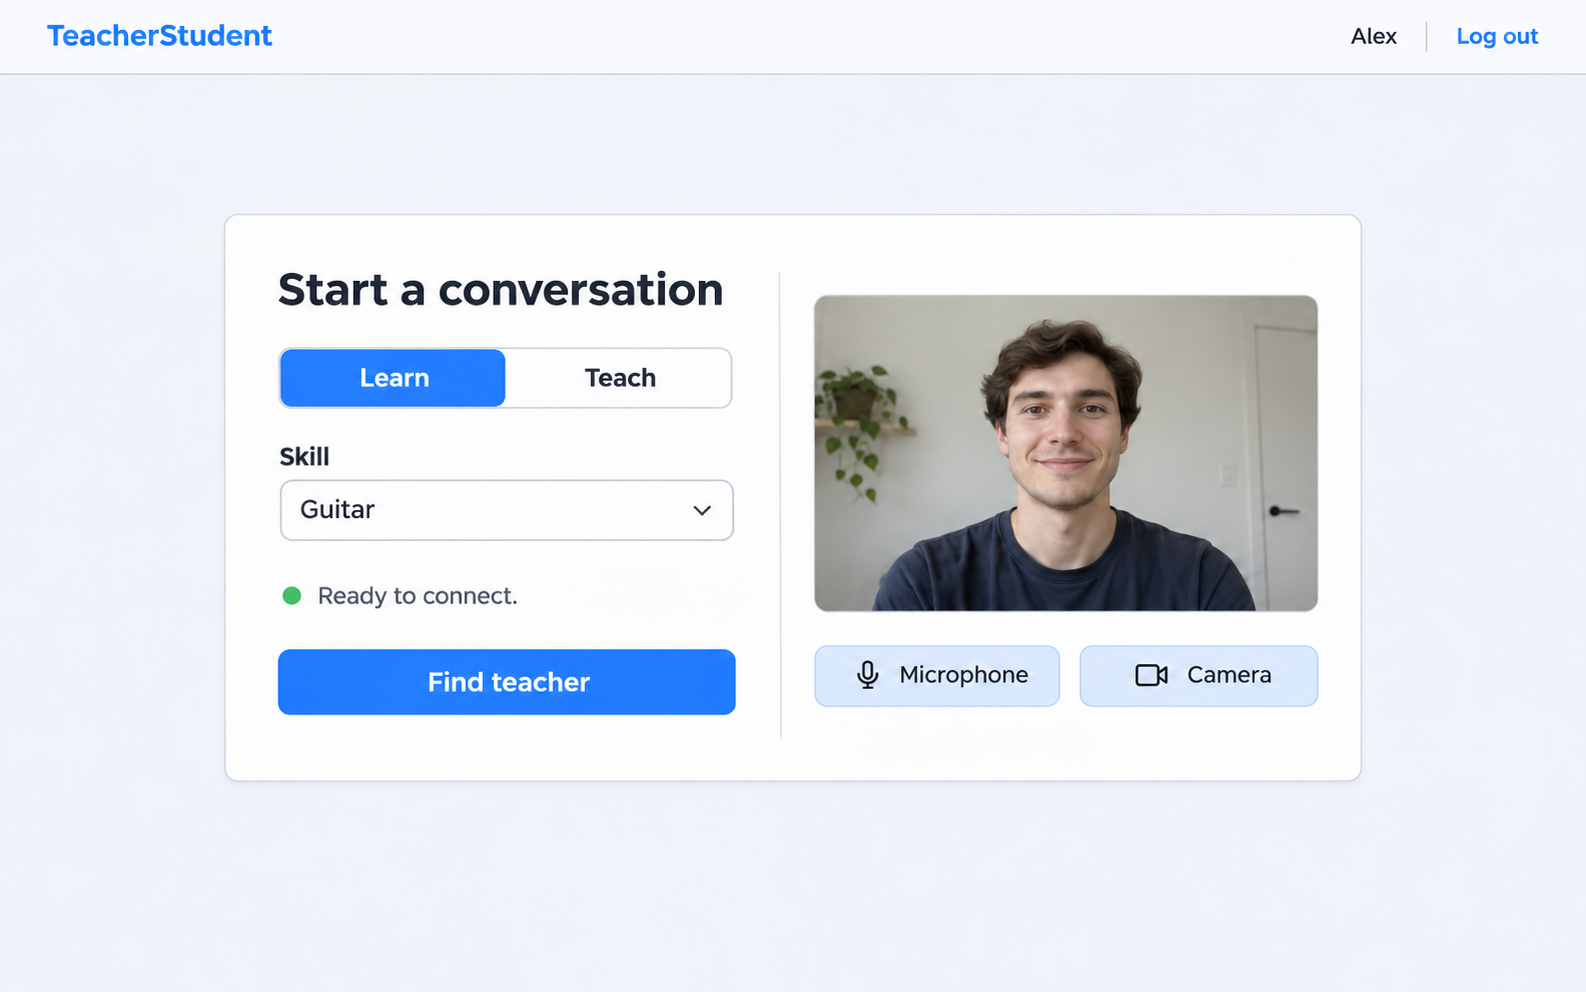 TeacherStudent
Alex
Log out
Start a conversation
Learn
Teach
Skill
Guitar
Ready to connect.
Find teacher
Microphone
Camera